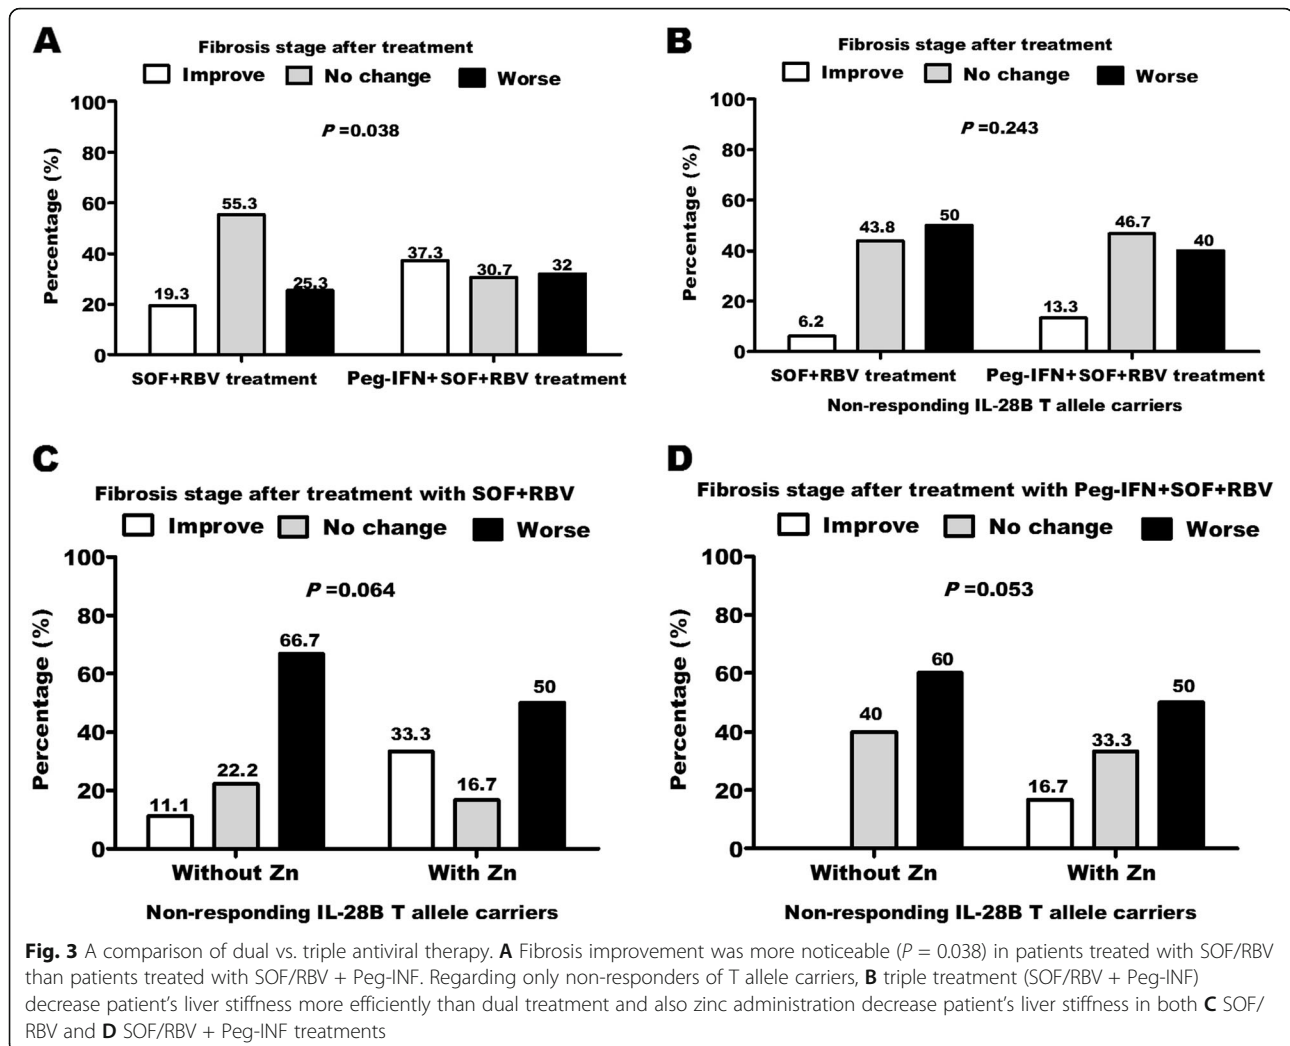 A
Fibrosis stage after treatment
Improve No change Worse
P =0.038
Percentage (%)
100
80
60
40
20
0
19.3
55.3
25.3
37.3
30.7
32
SOF+RBV treatment
Peg-IFN+SOF+RBV treatment
B
Fibrosis stage after treatment
Improve No change Worse
P =0.243
Percentage (%)
100
80
60
40
20
0
6.2
43.8
50
13.3
46.7
40
SOF+RBV treatment
Peg-IFN+SOF+RBV treatment
Non-responding IL-28B T allele carriers
C
Fibrosis stage after treatment with SOF+RBV
Improve No change Worse
P =0.064
Percentage (%)
100
80
60
40
20
0
11.1
22.2
66.7
33.3
16.7
50
Without Zn
With Zn
Non-responding IL-28B T allele carriers
D
Fibrosis stage after treatment with Peg-IFN+SOF+RBV
Improve No change Worse
P =0.053
Percentage (%)
100
80
60
40
20
0
40
60
16.7
33.3
50
Without Zn
With Zn
Non-responding IL-28B T allele carriers
Fig. 3 A comparison of dual vs. triple antiviral therapy. A Fibrosis improvement was more noticeable (P = 0.038) in patients treated with SOF/RBV
than patients treated with SOF/RBV + Peg-INF. Regarding only non-responders of T allele carriers, B triple treatment (SOF/RBV + Peg-INF)
decrease patient's liver stiffness more efficiently than dual treatment and also zinc administration decrease patient's liver stiffness in both C SOF/
RBV and D SOF/RBV + Peg-INF treatments